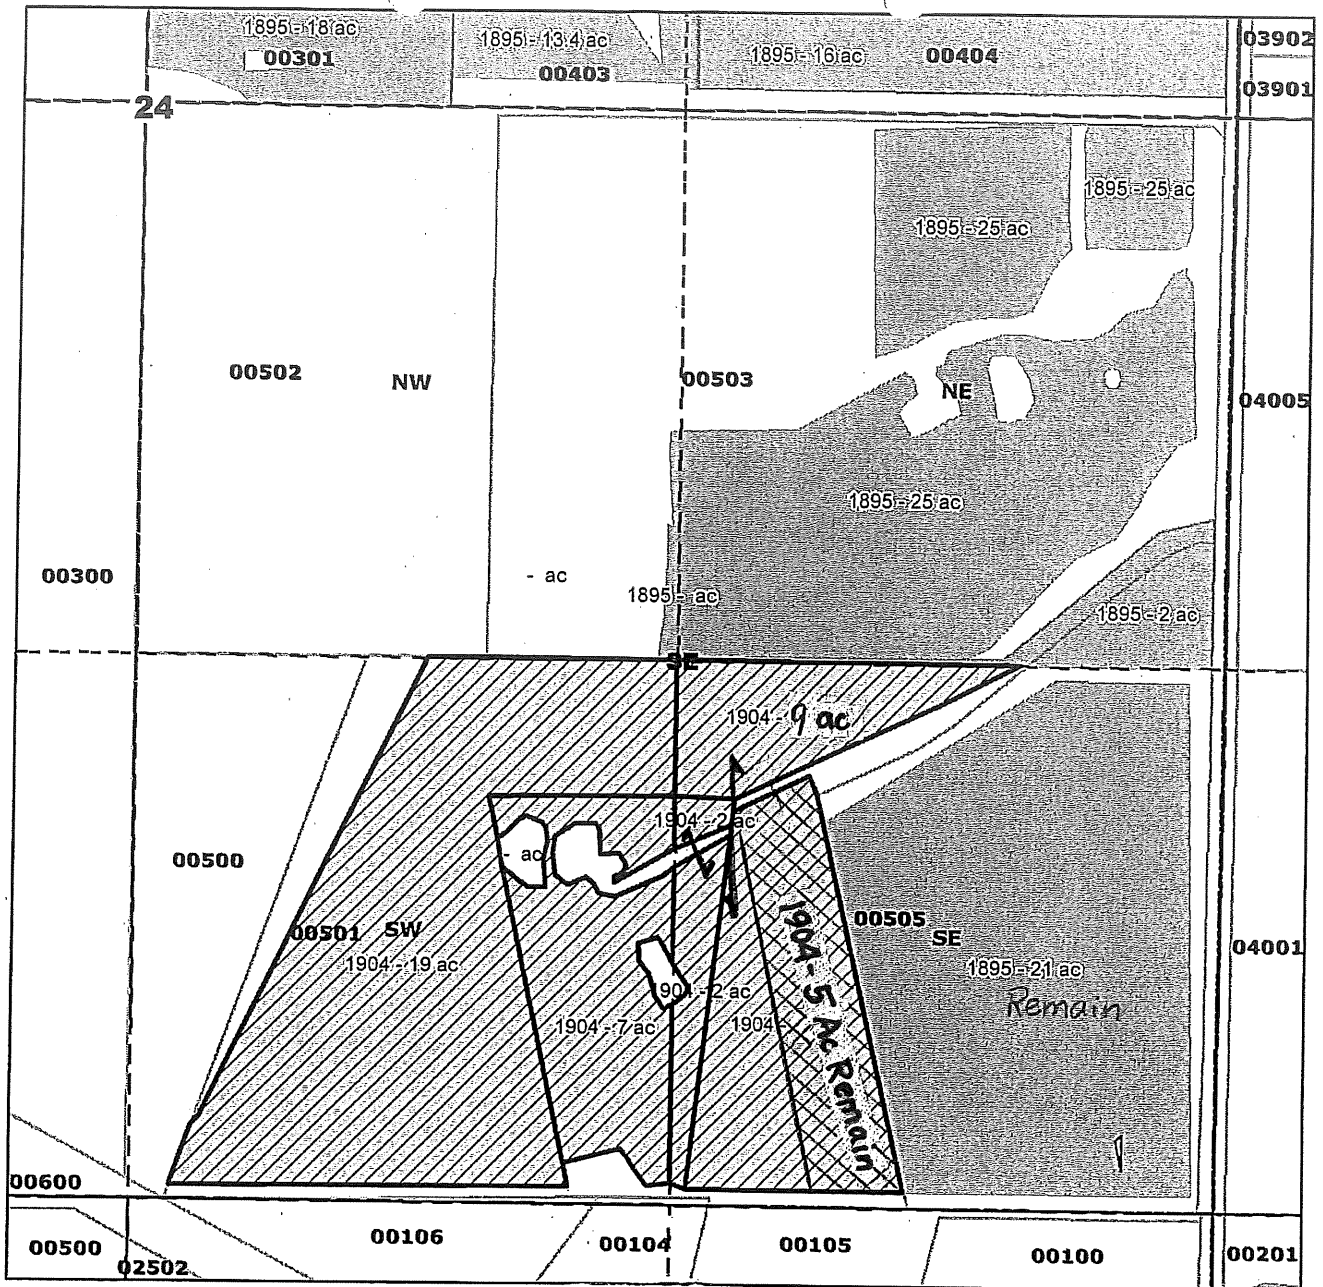 1895 - 18 ac
00301
1895 - 13.4 ac
00403
1895 - 16 ac
00404
03902
03901
24
1895 - 25 ac
1895 - 25 ac
00502
NW
00503
NE
04005
1895 - 25 ac
00300
- ac
1895 - ac
1895 - 2 ac
SE
1904 - 9 ac
1904 - 2 ac
- ac
00500
00501
SW
1904 - 19 ac
00505
SE
04001
1895 - 21 ac
Remain
1904 - 2 ac
1904 - 7 ac
1904 -
1904 - 5 Ac Remain
00600
00500
02502
00106
00104
00105
00100
00201